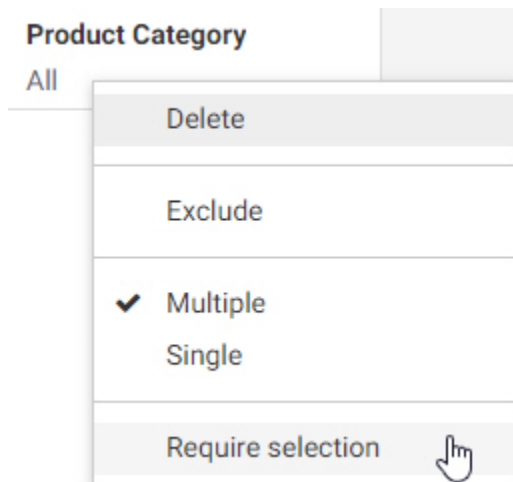 Product Category
All
Delete
Exclude
Multiple
Single
Require selection